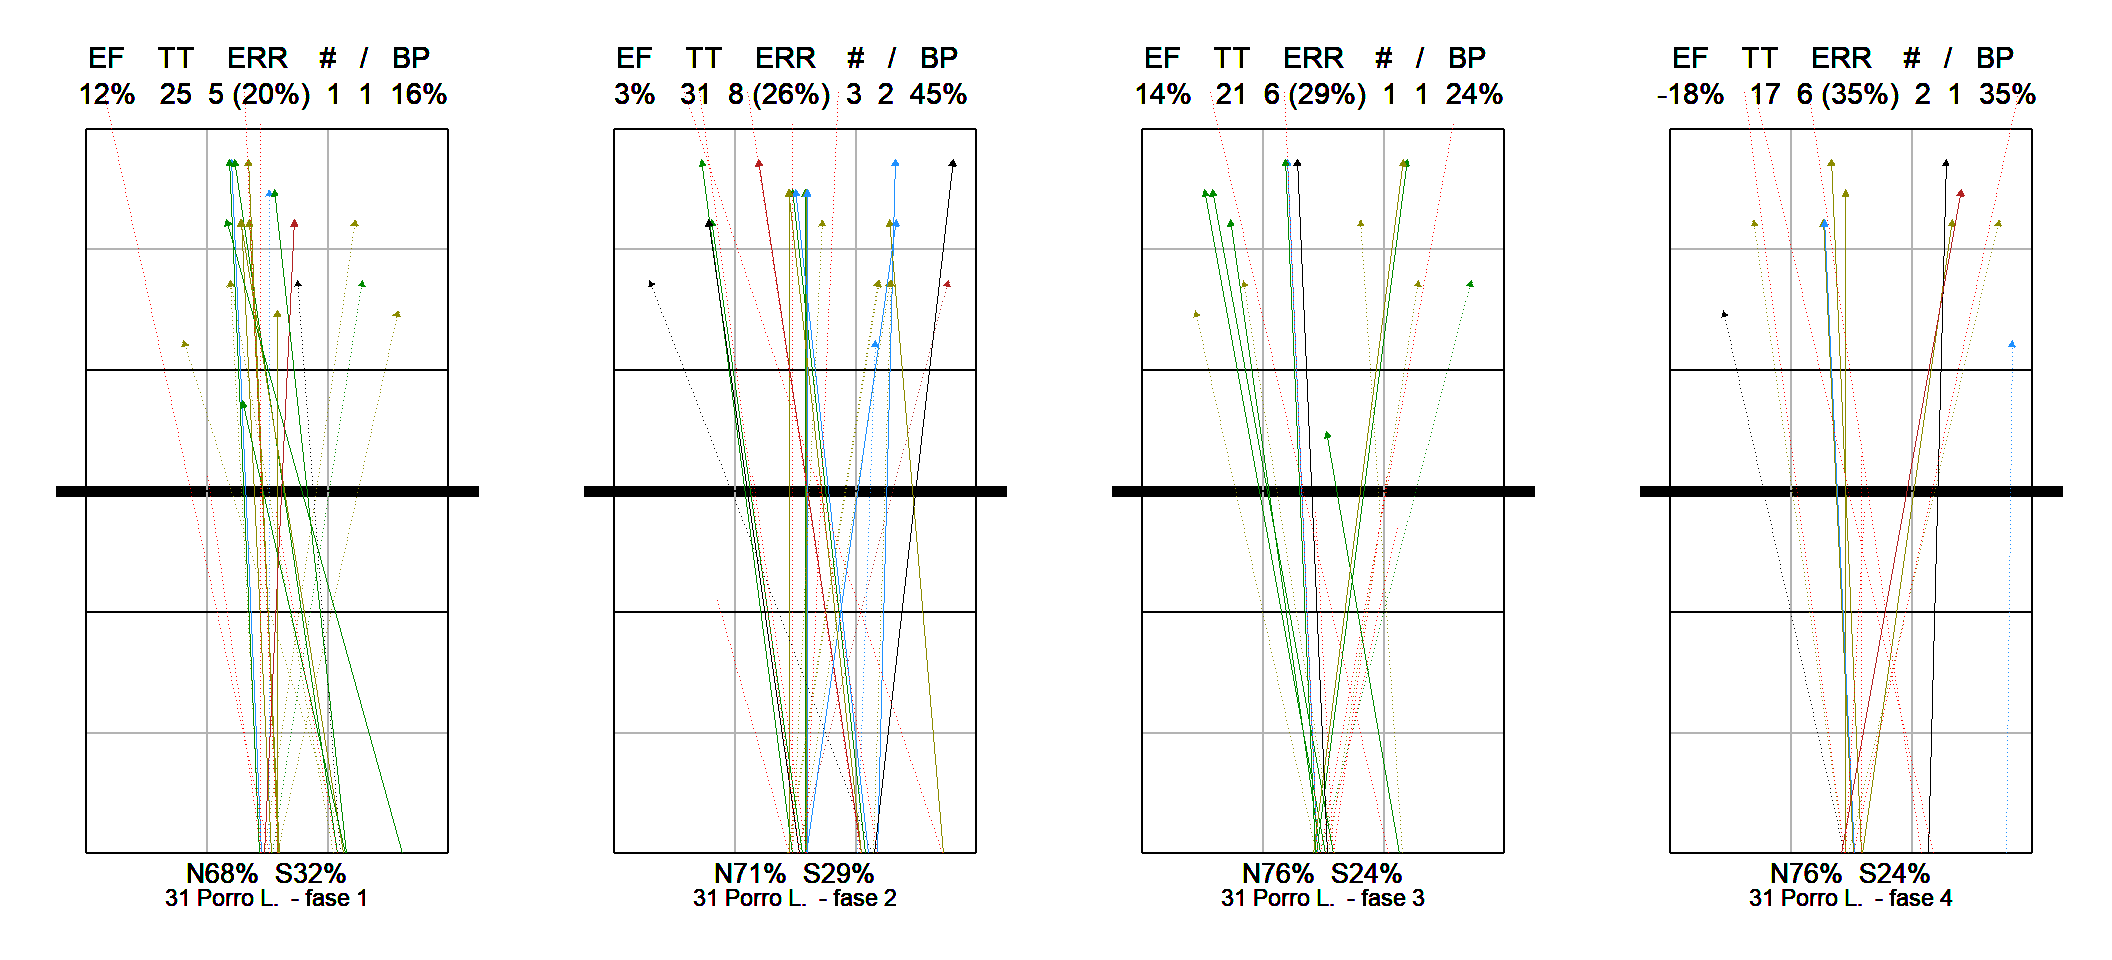 EF TT ERR # / BP
12% 25 5 (20%) 1 1 16%
N68% S32%
31 Porro L. - fase 1
EF TT ERR # / BP
3% 31 8 (26%) 3 2 45%
N71% S29%
31 Porro L. - fase 2
EF TT ERR # / BP
14% 21 6 (29%) 1 1 24%
N76% S24%
31 Porro L. - fase 3
EF TT ERR # / BP
-18% 17 6 (35%) 2 1 35%
N76% S24%
31 Porro L. - fase 4